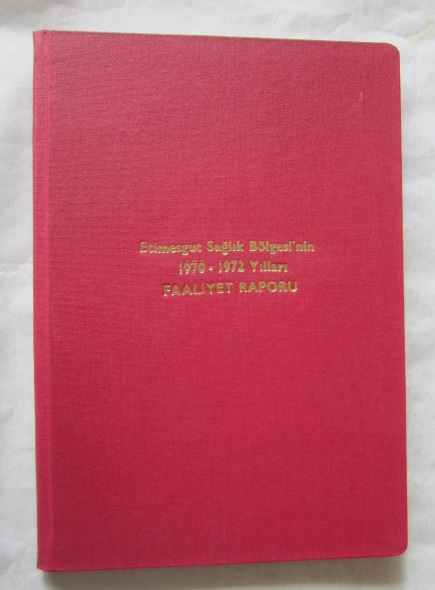 Etimesgut Sağlık Bölgesi'nin
1970 - 1972 Yılları
FAALİYET RAPORU